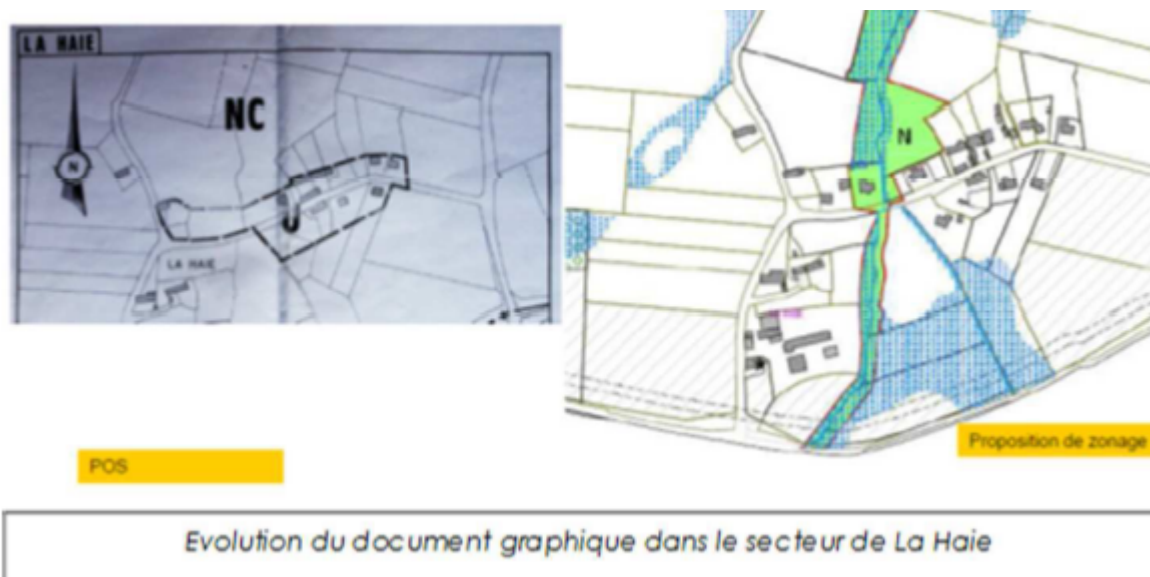 LA HAIE
NC
N
LA HAIE
N
POS
Proposition de zonage
Evolution du document graphique dans le secteur de La Haie